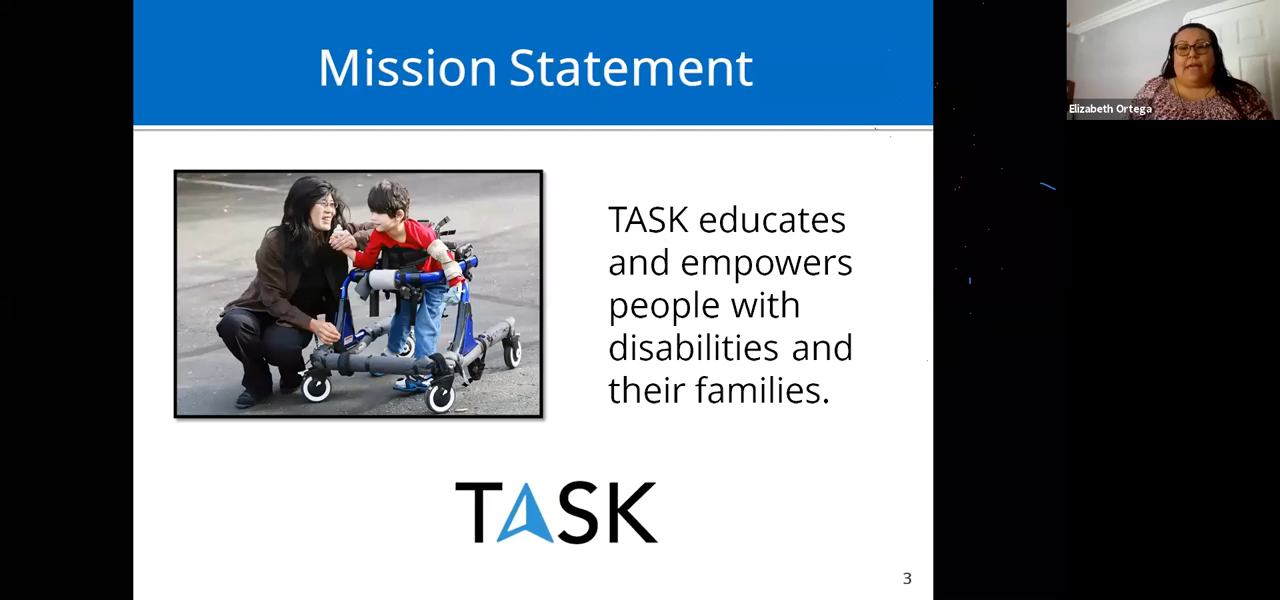 Mission Statement
Elizabeth Ortega
TASK educates
and empowers
people with
disabilities and
their families.
TASK
3